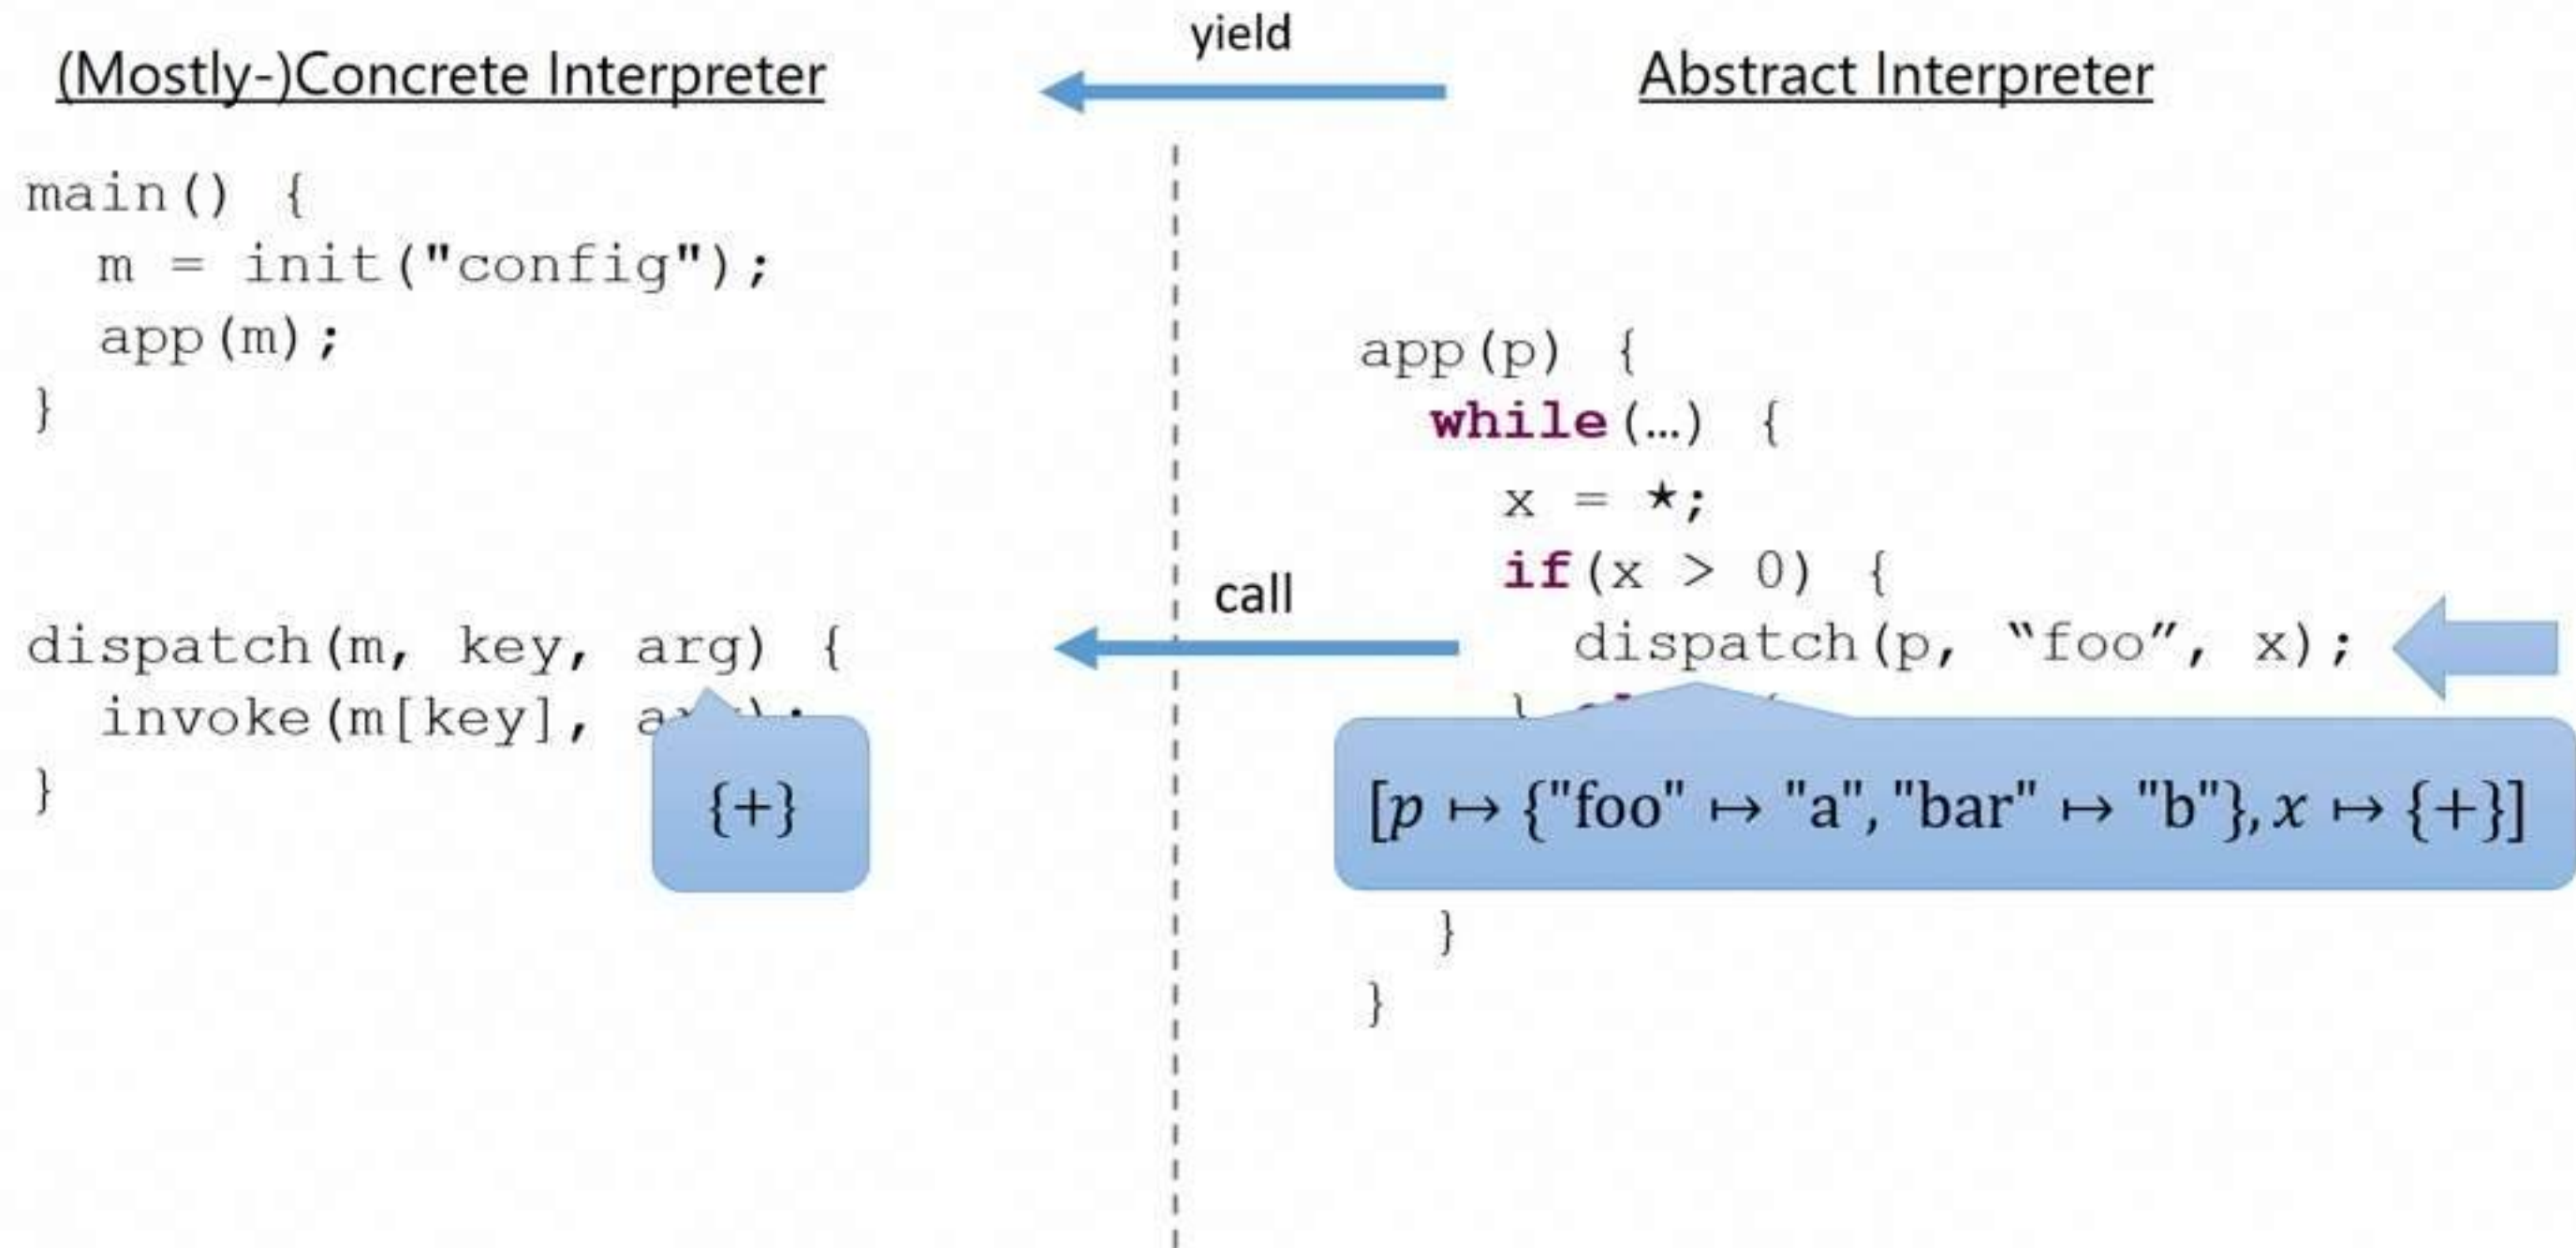 yield
(Mostly-)Concrete Interpreter
Abstract Interpreter
main() {
m = init("config");
app(m);
}
dispatch(m, key, arg) {
invoke(m[key],
}
{+}
call
app(p) {
while(…) {
x = ★;
if(x > 0) {
dispatch(p, “foo”, x);
[p ↦ {"foo" ↦ "a", "bar" ↦ "b"}, x ↦ {+}]
}
}